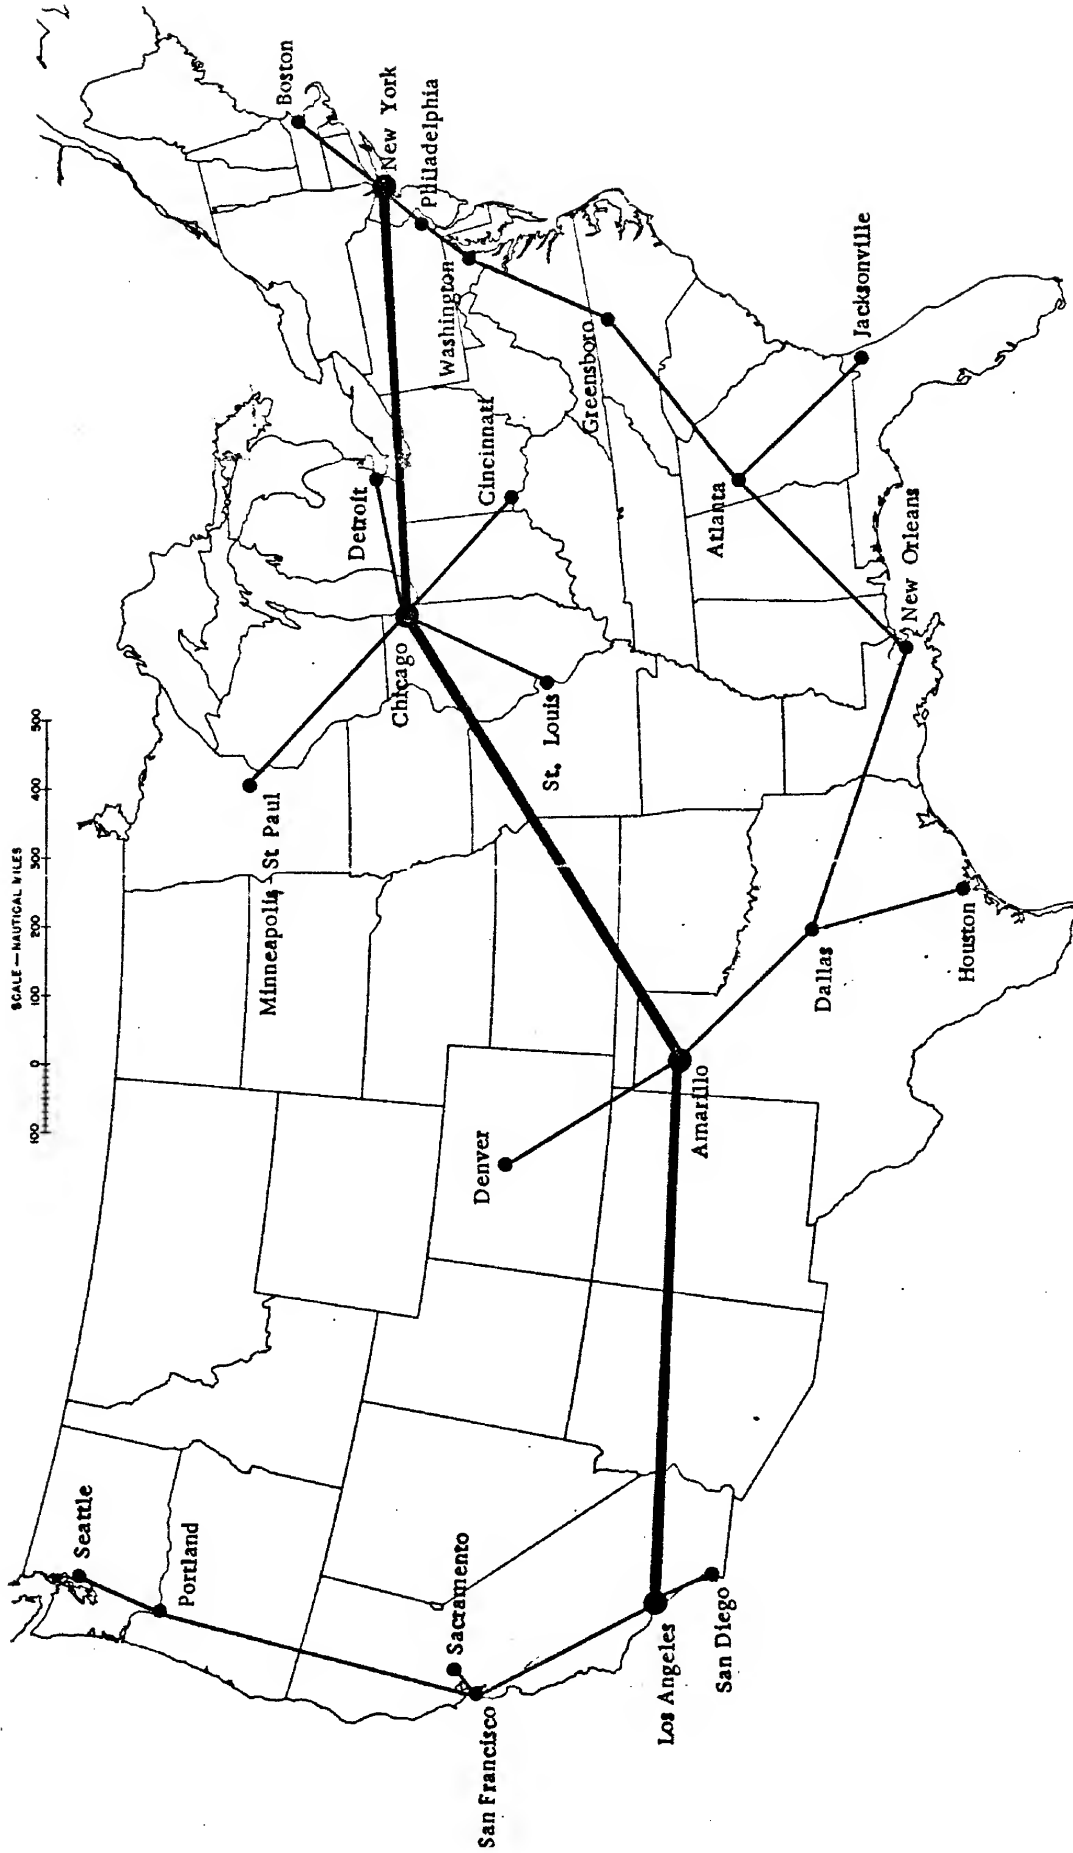 SCALE—NAUTICAL MILES
100 0 100 200 300 400 500
Seattle
Portland
Sacramento
San Francisco
Los Angeles
San Diego
Denver
Amarillo
Minneapolis, St Paul
Dallas
Houston
Chicago
St. Louis
Detroit
Cincinnati
New Orleans
Atlanta
Jacksonville
Greensboro
Washington
Philadelphia
New York
Boston